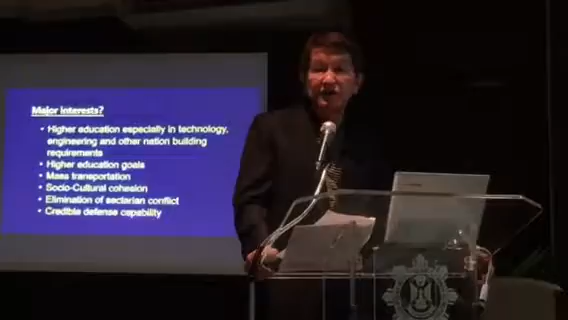 Major Interests?
• Higher education especially in technology,
engineering and other nation building
requirements
• Higher education goals
• Mass transportation
• Socio-Cultural cohesion
• Elimination of sectarian conflict
• Credible defense capability